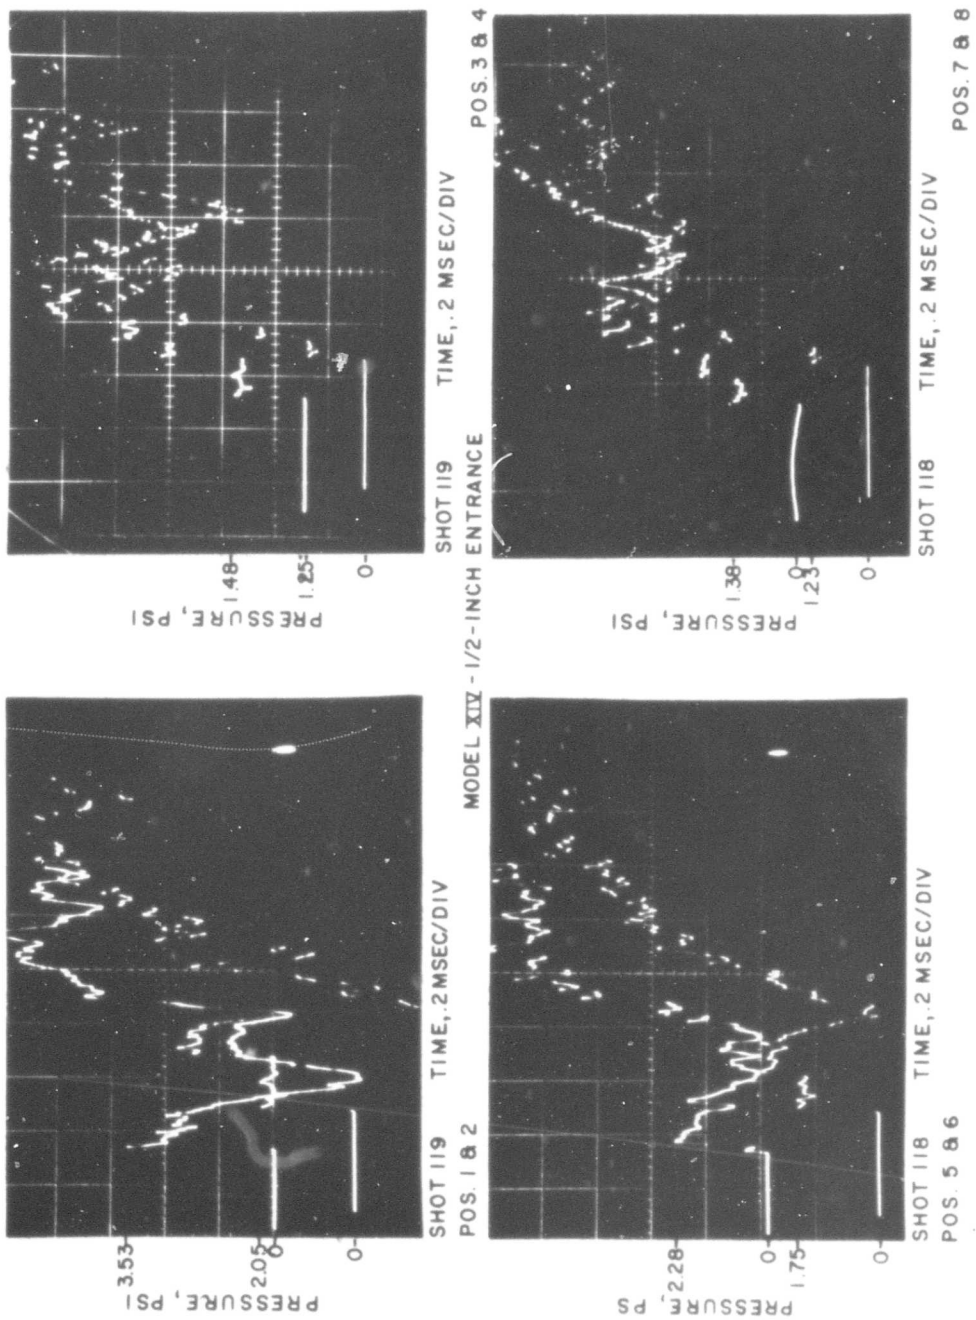 PRESSURE, PSI
3.53
2.05
0
0
SHOT 119 TIME,.2 MSEC/DIV
POS. 1 & 2
PRESSURE, PSI
1.48
1.25
0
SHOT 119 TIME,.2 MSEC/DIV
POS. 3 & 4
MODEL XIV - 1/2-INCH ENTRANCE
PRESSURE, PS
2.28
0
1.75
0
SHOT 118 TIME,.2 MSEC/DIV
POS. 5 & 6
PRESSURE, PSI
1.38
0
1.23
0
SHOT 118 TIME,.2 MSEC/DIV
POS. 7 & 8